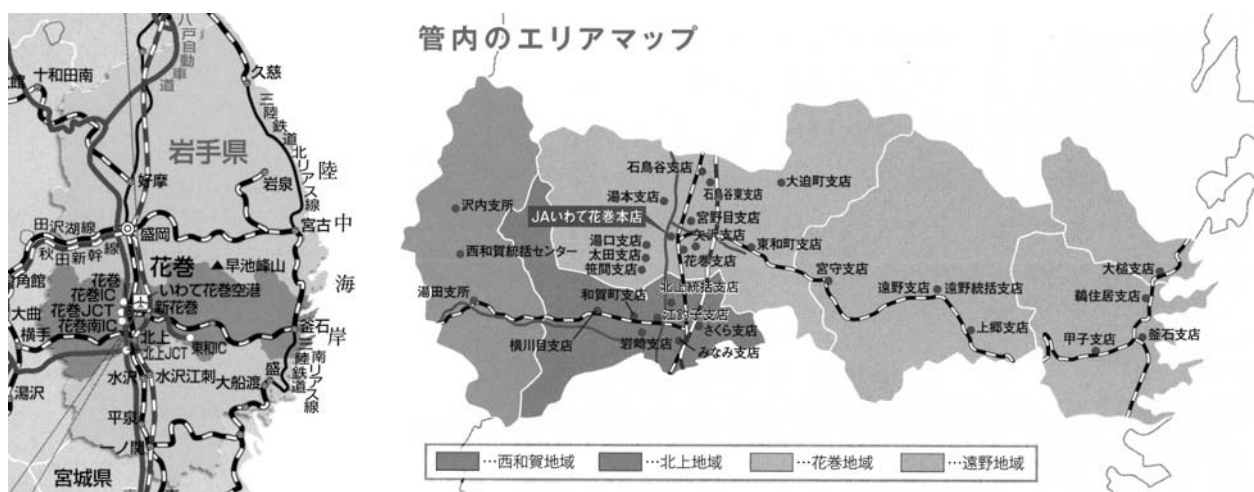 八戸自動車道
十和田南
館
久慈
三陸鉄道北リアス線
岩手県
好摩
岩泉
陸中海岸
田沢湖線
盛岡
宮古
秋田新幹線
角館
花巻
早池峰山
花巻
花巻IC
いわて花巻空港
花巻JCT
新花巻
大曲
花巻南IC
釜石
横手
北上
東和IC
北上JCT
三陸鉄道南リアス線
水沢
水沢江刺
大船渡
盛
湯沢
平泉
一ノ関
宮城県
管内のエリアマップ
石鳥谷支店
大迫町支店
石鳥谷東支店
湯本支店
沢内支所
JAいわて花巻本店
宮野目支店
矢沢支店
湯口支店
東和町支店
西和賀統括センター
太田支店
花巻支店
笹間支店
宮守支店
大槌支店
北上統括支店
遠野支店
遠野統括支店
鵜住居支店
湯田支所
和賀町支店
江釣子支店
さくら支店
上郷支店
釜石支店
甲子支店
横川目支店
岩崎支店
みなみ支店
…西和賀地域
…北上地域
…花巻地域
…遠野地域